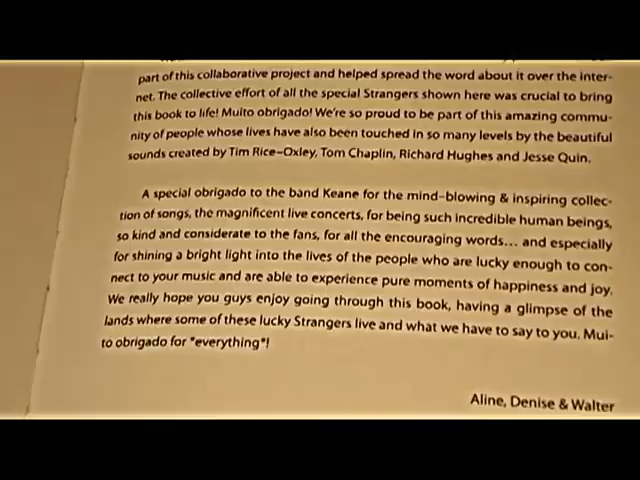 part of this collaborative project and helped spread the word about it over the inter-
net. The collective effort of all the special Strangers shown here was crucial to bring
this book to life! Muito obrigado! We're so proud to be part of this amazing commu-
nity of people whose lives have also been touched in so many levels by the beautiful
sounds created by Tim Rice-Oxley, Tom Chaplin, Richard Hughes and Jesse Quin.
A special obrigado to the band Keane for the mind-blowing & inspiring collec-
tion of songs, the magnificent live concerts, for being such incredible human beings,
so kind and considerate to the fans, for all the encouraging words... and especially
for shining a bright light into the lives of the people who are lucky enough to con-
nect to your music and are able to experience pure moments of happiness and joy.
We really hope you guys enjoy going through this book, having a glimpse of the
lands where some of these lucky Strangers live and what we have to say to you. Mui-
to obrigado for *everything*!
Aline, Denise & Walter